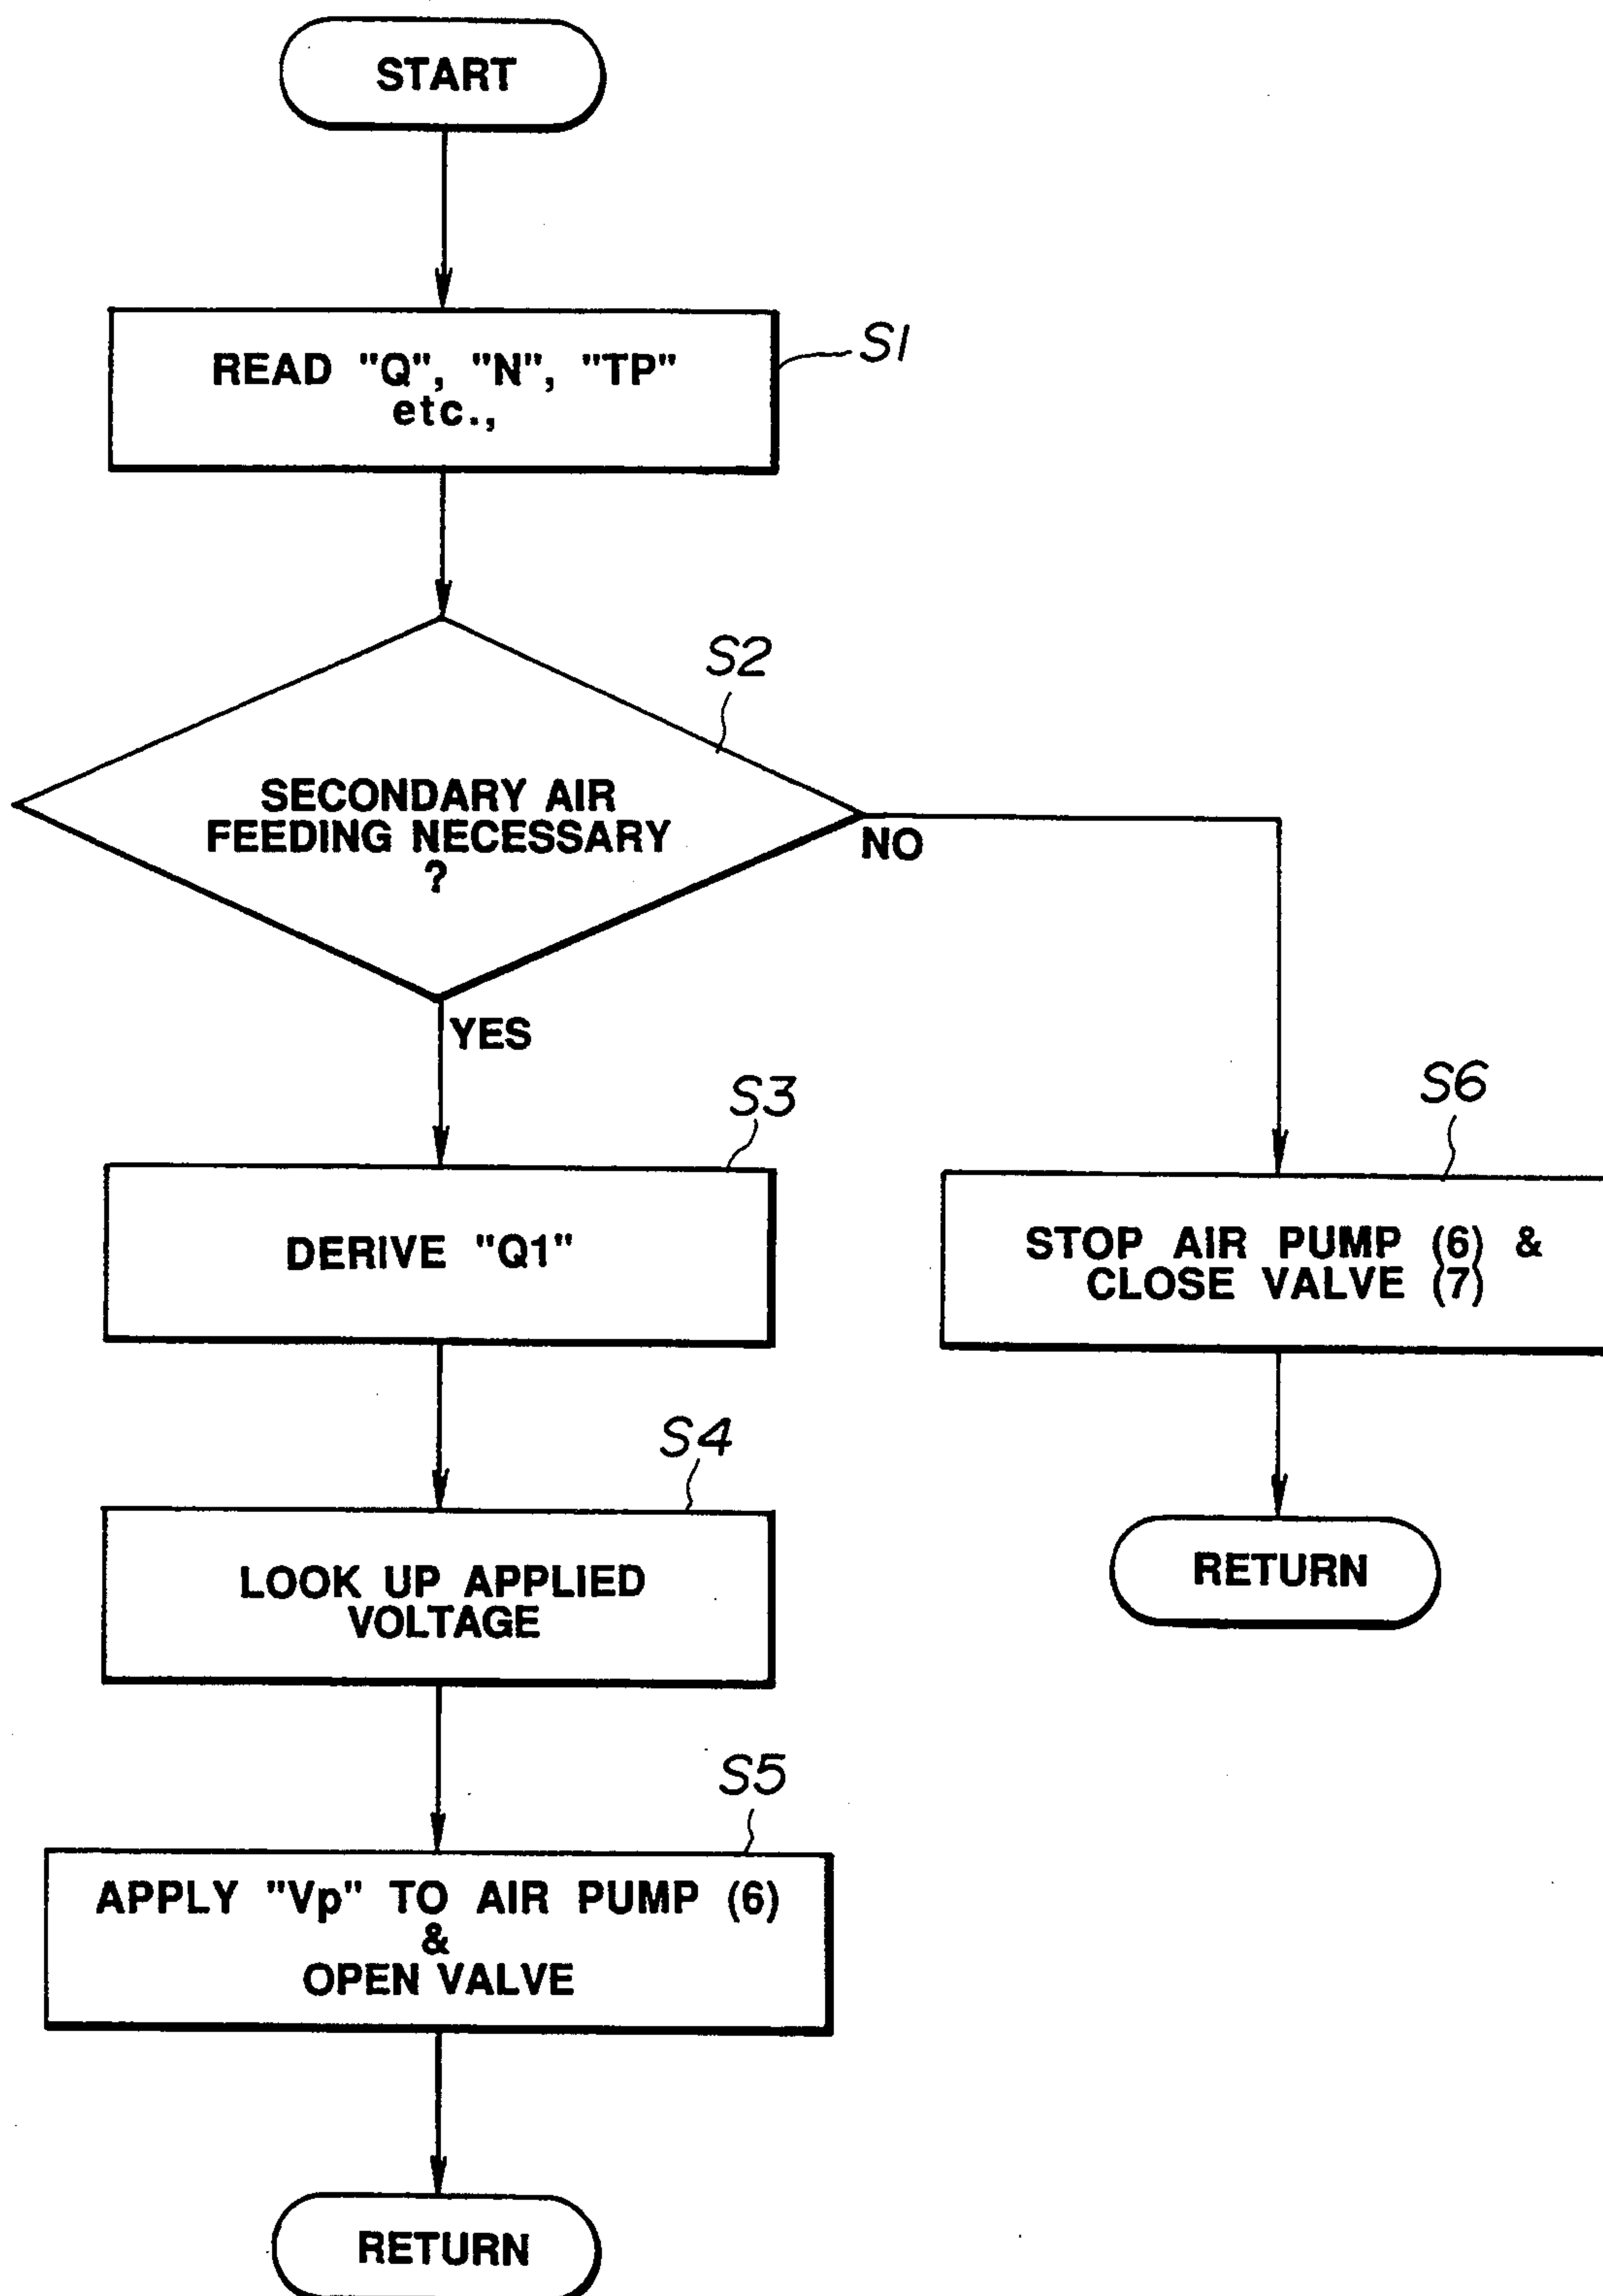 START
READ "Q", "N", "TP"
etc.,
S1
S2
SECONDARY AIR
FEEDING NECESSARY
?
NO
YES
S3
DERIVE "Q1"
S6
STOP AIR PUMP (6) &
CLOSE VALVE (7)
S4
LOOK UP APPLIED
VOLTAGE
RETURN
S5
APPLY "Vp" TO AIR PUMP (6)
&
OPEN VALVE
RETURN